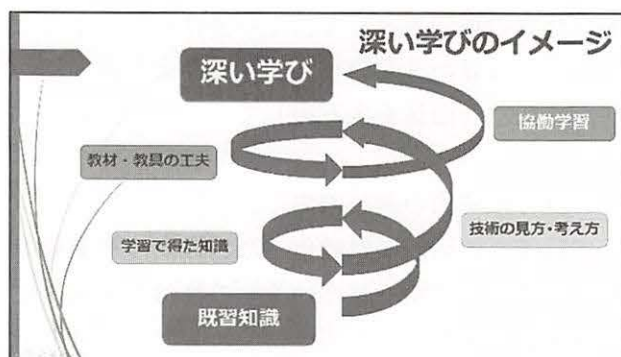 深い学びのイメージ
深い学び
協働学習
教材・教具の工夫
技術の見方・考え方
学習で得た知識
既習知識